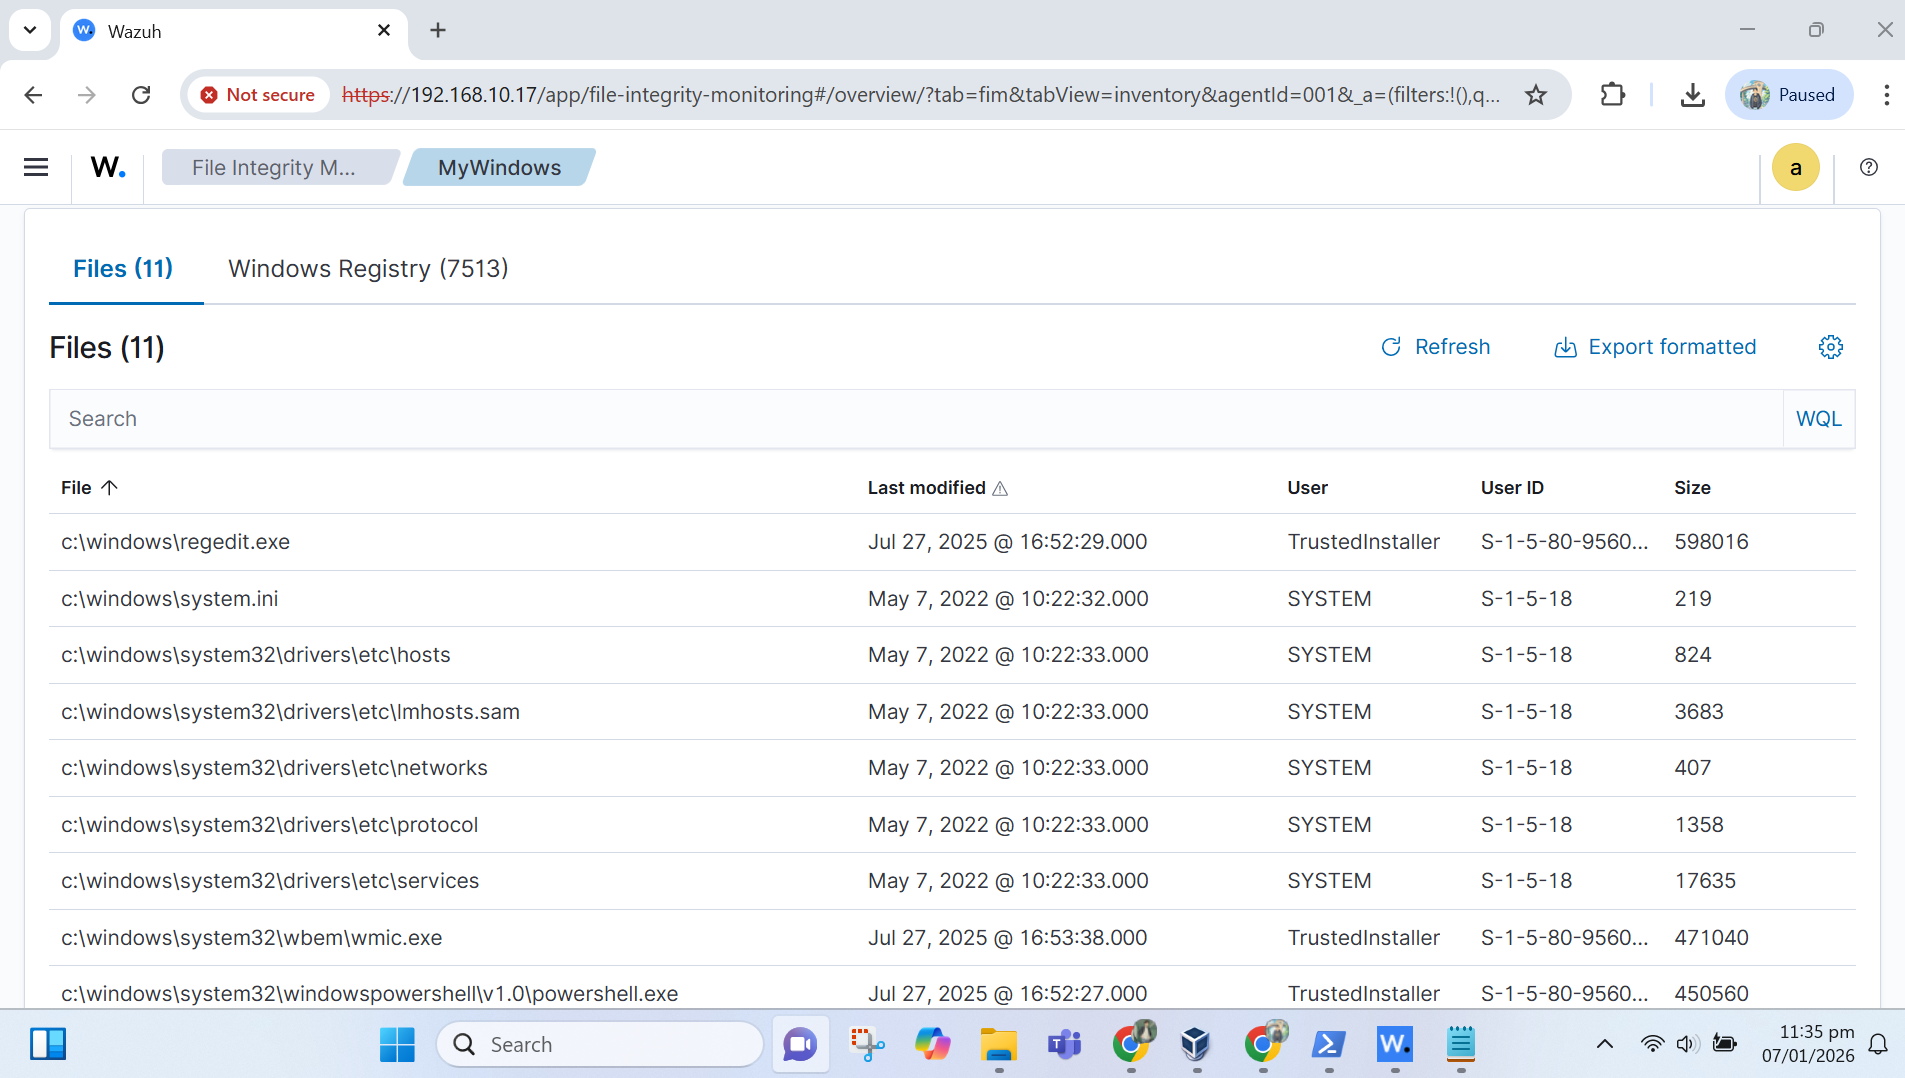 W. Wazuh
Not secure https://192.168.10.17/app/file-integrity-monitoring#/overview/?tab=fim&tabView=inventory&agentId=001&_a=(filters:!(),q... Paused
W. File Integrity M... MyWindows a
Files (11) Windows Registry (7513)
Files (11) Refresh Export formatted
Search WQL
File Last modified User User ID Size
c:\windows\regedit.exe Jul 27, 2025 @ 16:52:29.000 TrustedInstaller S-1-5-80-9560... 598016
c:\windows\system.ini May 7, 2022 @ 10:22:32.000 SYSTEM S-1-5-18 219
c:\windows\system32\drivers\etc\hosts May 7, 2022 @ 10:22:33.000 SYSTEM S-1-5-18 824
c:\windows\system32\drivers\etc\lmhosts.sam May 7, 2022 @ 10:22:33.000 SYSTEM S-1-5-18 3683
c:\windows\system32\drivers\etc\networks May 7, 2022 @ 10:22:33.000 SYSTEM S-1-5-18 407
c:\windows\system32\drivers\etc\protocol May 7, 2022 @ 10:22:33.000 SYSTEM S-1-5-18 1358
c:\windows\system32\drivers\etc\services May 7, 2022 @ 10:22:33.000 SYSTEM S-1-5-18 17635
c:\windows\system32\wbem\wmic.exe Jul 27, 2025 @ 16:53:38.000 TrustedInstaller S-1-5-80-9560... 471040
c:\windows\system32\windowspowershell\v1.0\powershell.exe Jul 27, 2025 @ 16:52:27.000 TrustedInstaller S-1-5-80-9560... 450560
Search T W. 11:35 pm
07/01/2026